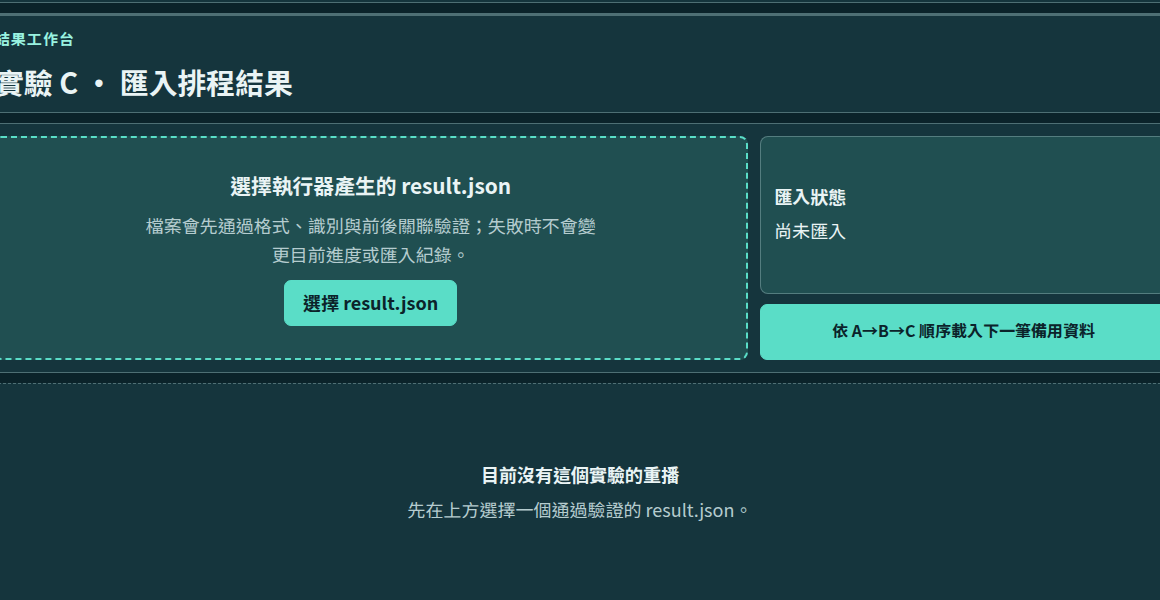 結果工作台
實驗 C · 匯入排程結果
選擇執行器產生的 result.json
檔案會先通過格式、識別與前後關聯驗證；失敗時不會變
更目前進度或匯入紀錄。
選擇 result.json
匯入狀態
尚未匯入
依 A→B→C 順序載入下一筆備用資料
目前沒有這個實驗的重播
先在上方選擇一個通過驗證的 result.json。